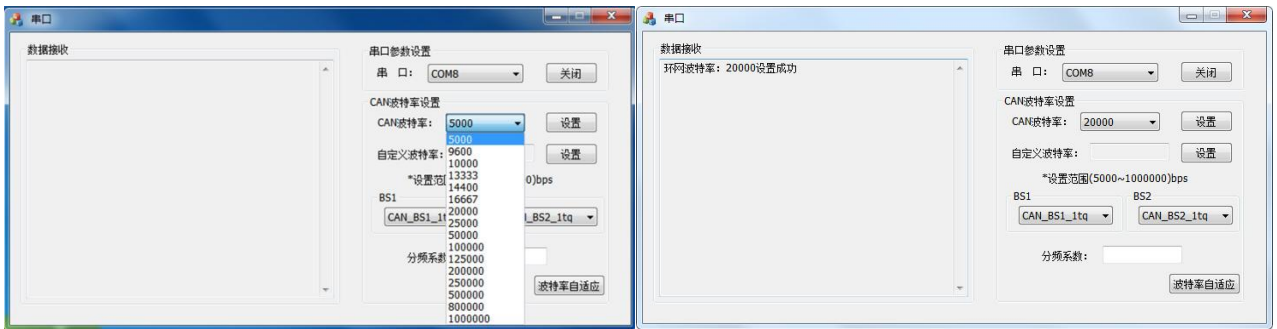 串口
数据接收
串口参数设置
串 口: COM8 关闭
CAN波特率设置
CAN波特率: 5000 设置
5000
9600
10000
13333
14400
16667
20000
25000
50000
100000
125000
200000
250000
500000
800000
1000000
自定义波特率: 设置
*设置范 0)bps
BS1
CAN_BS1_1t _BS2_1tq
分频系数
波特率自适应
串口
数据接收
环网波特率: 20000设置成功
串口参数设置
串 口: COM8 关闭
CAN波特率设置
CAN波特率: 20000 设置
自定义波特率: 设置
*设置范围(5000~1000000)bps
BS1 BS2
CAN_BS1_1tq CAN_BS2_1tq
分频系数:
波特率自适应